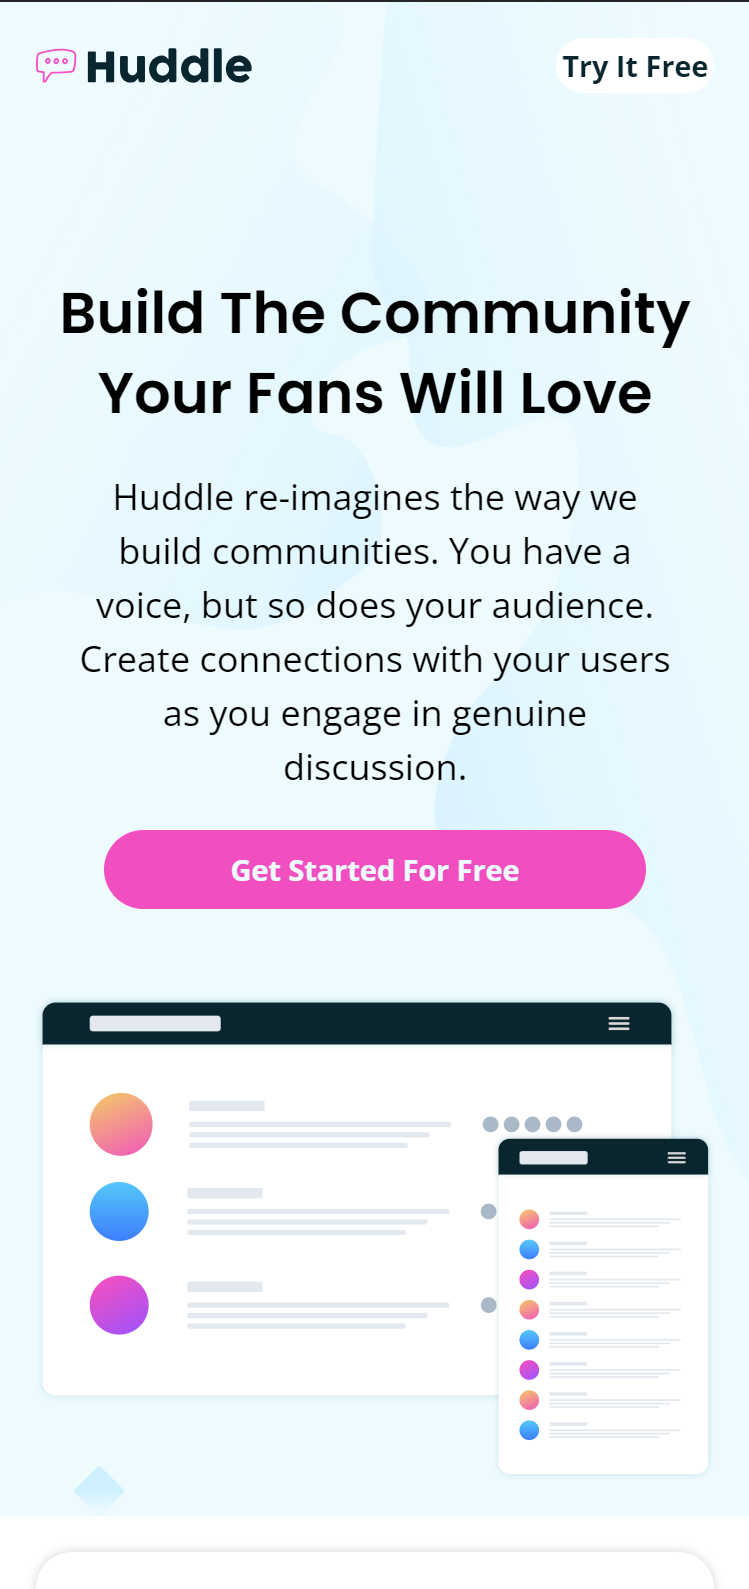 Huddle
Try It Free
Build The Community
Your Fans Will Love
Huddle re-imagines the way we
build communities. You have a
voice, but so does your audience.
Create connections with your users
as you engage in genuine
discussion.
Get Started For Free